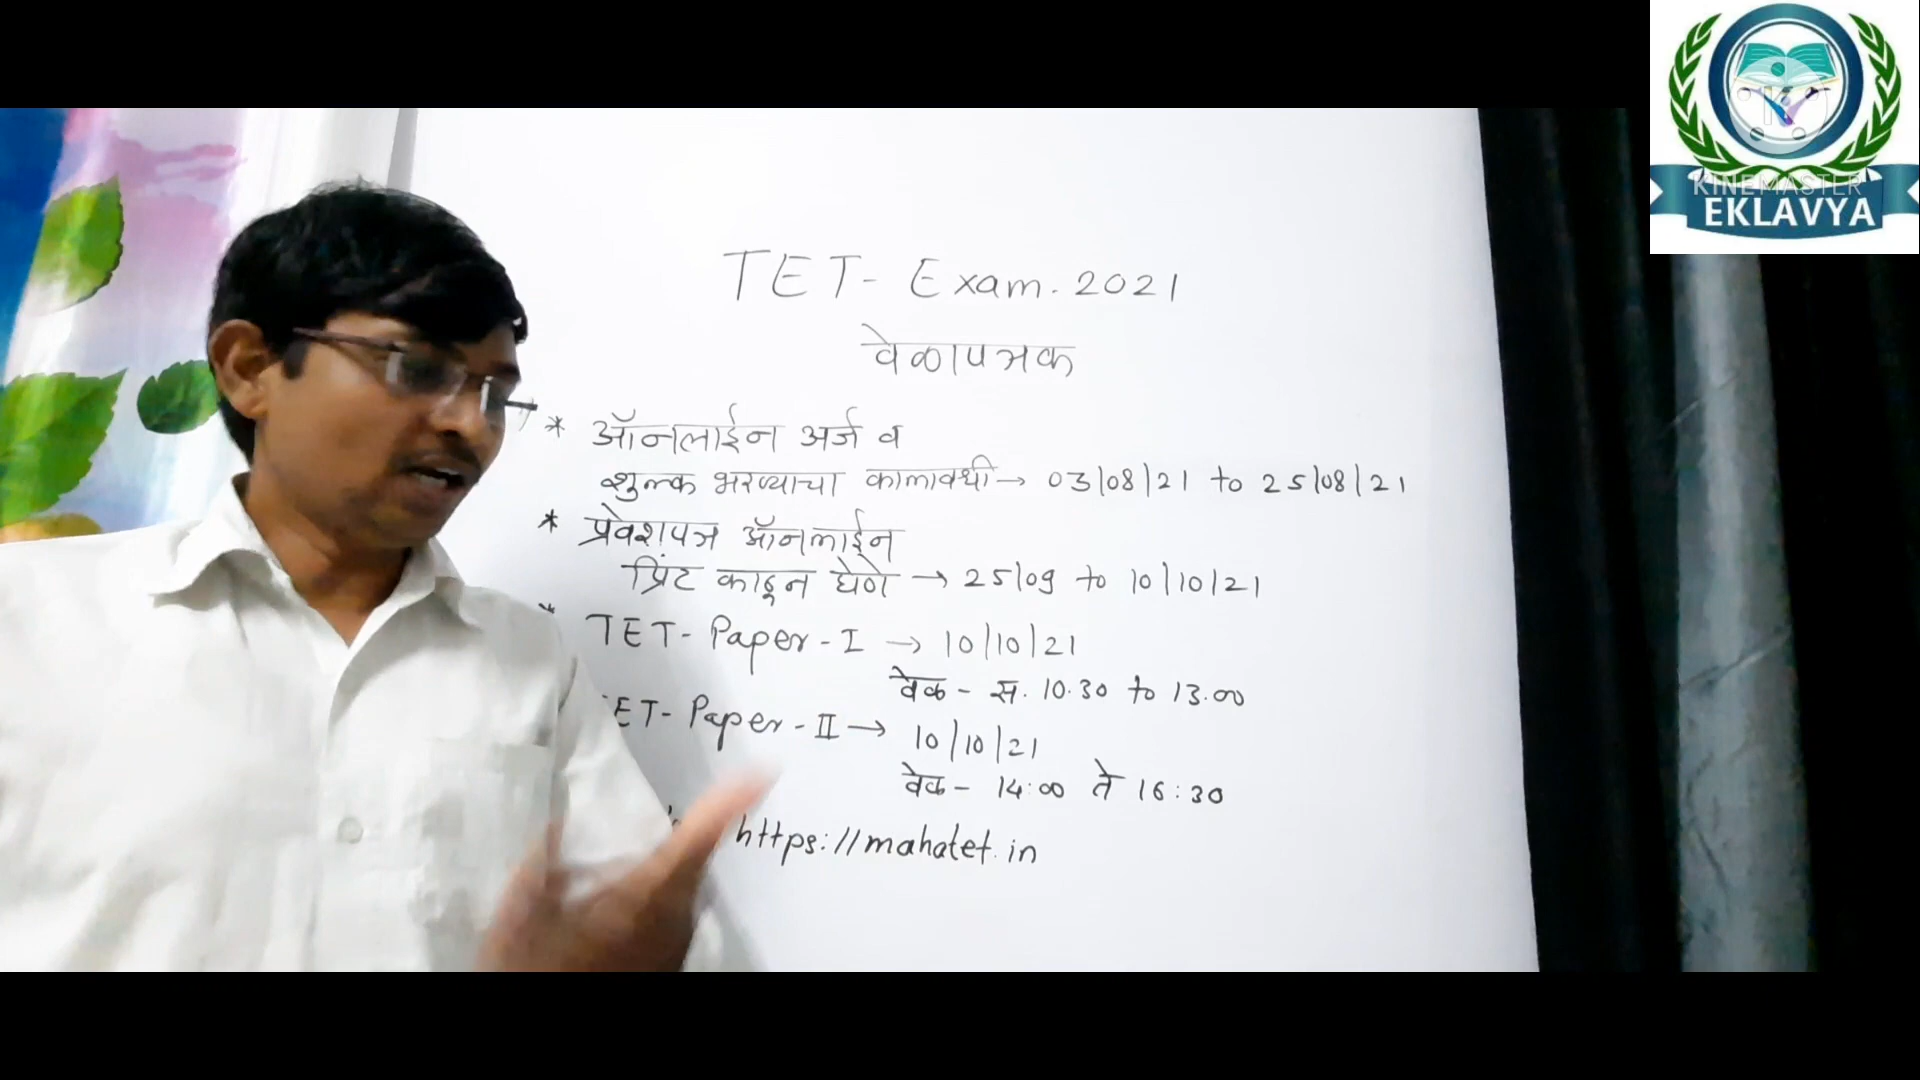 TET- Exam. 2021
वेळापत्रक
* ऑनलाईन अर्ज व
शुल्क भरण्याचा कालावधी → 03/08/21 to 25/08/21
* प्रवेशपत्र ऑनलाईन
प्रिंट काढून घेणे → 25/09 to 10/10/21
* TET- Paper - I → 10/10/21
वेळ - स. 10.30 to 13.00
ET- Paper - II → 10/10/21
वेळ - 14:00 ते 16:30
https://mahatet.in
KINEMASTER
EKLAVYA